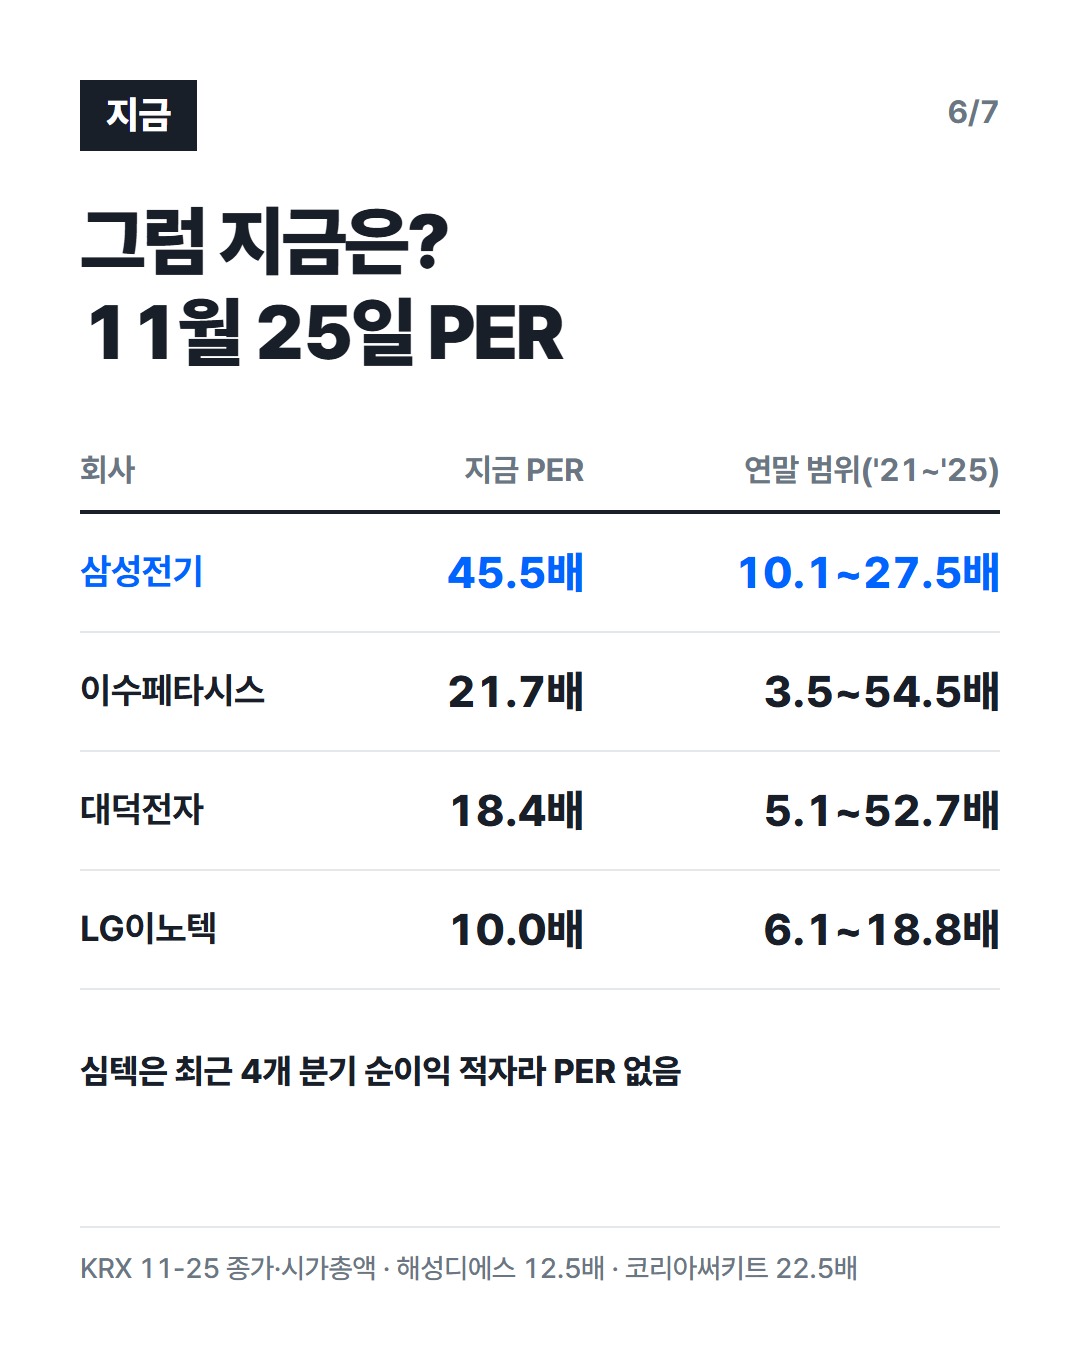 지금
6/7
그럼 지금은?
11월 25일 PER
회사 지금 PER 연말 범위('21~'25)
삼성전기 45.5배 10.1~27.5배
이수페타시스 21.7배 3.5~54.5배
대덕전자 18.4배 5.1~52.7배
LG이노텍 10.0배 6.1~18.8배
심텍은 최근 4개 분기 순이익 적자라 PER 없음
KRX 11-25 종가·시가총액 · 해성디에스 12.5배 · 코리아써키트 22.5배